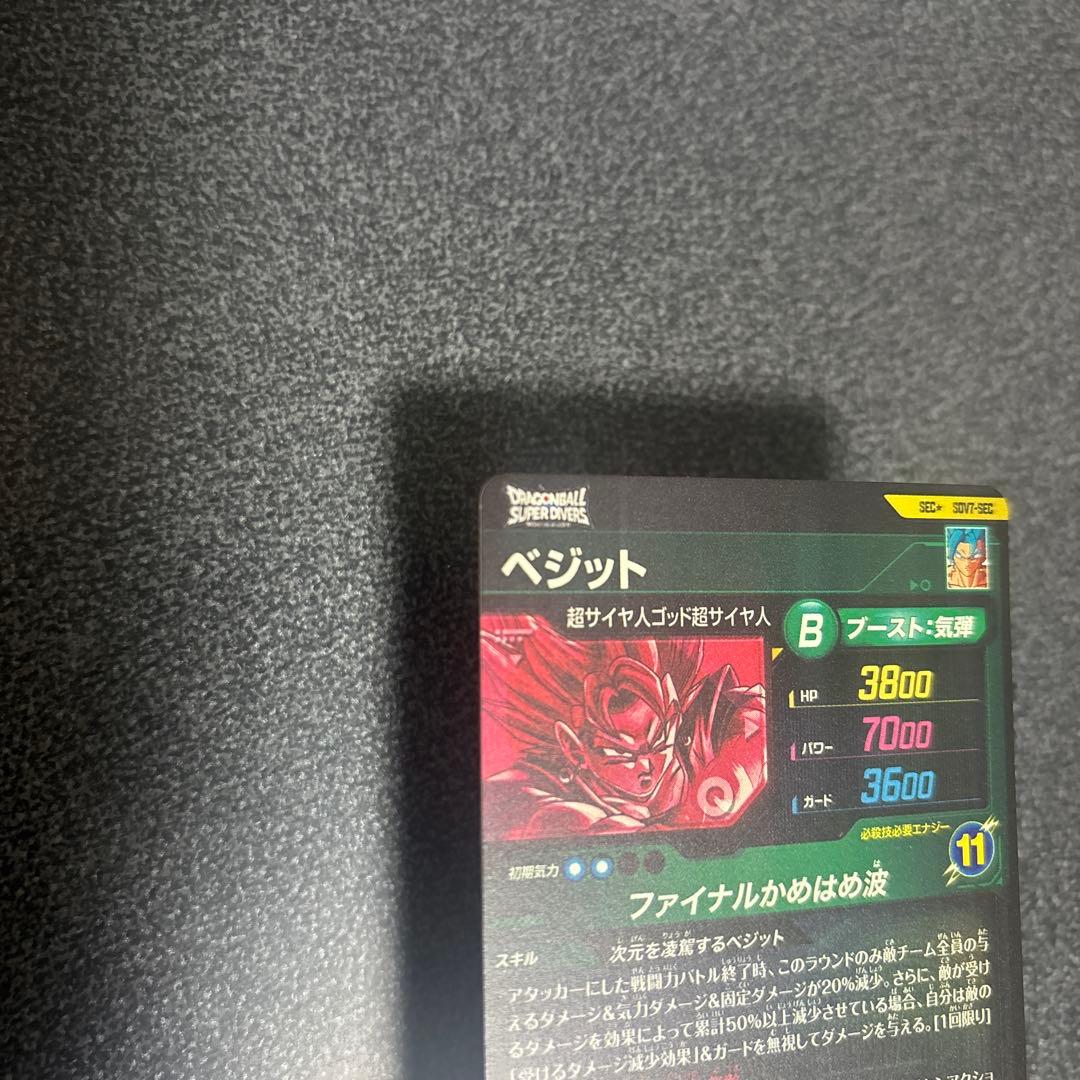 DRAGONBALL
SUPER DIVERS
SEC★ SDV7-SEC
ベジット
超サイヤ人ゴッド超サイヤ人
B ブースト:気弾
HP 3800
パワー 7000
ガード 3600
必殺技必要エナジー
11
初期気力
ファイナルかめはめ波
スキル 次元を凌駕するベジット
アタッカーにした戦闘力バトル終了時、このラウンドのみ敵チーム全員の与
えるダメージ&気力ダメージ&固定ダメージが20%減少。さらに、敵が受け
るダメージを効果によって累計50%以上減少させている場合、自分は敵の
「受けるダメージ減少効果」&ガードを無視してダメージを与える。[1回限り]